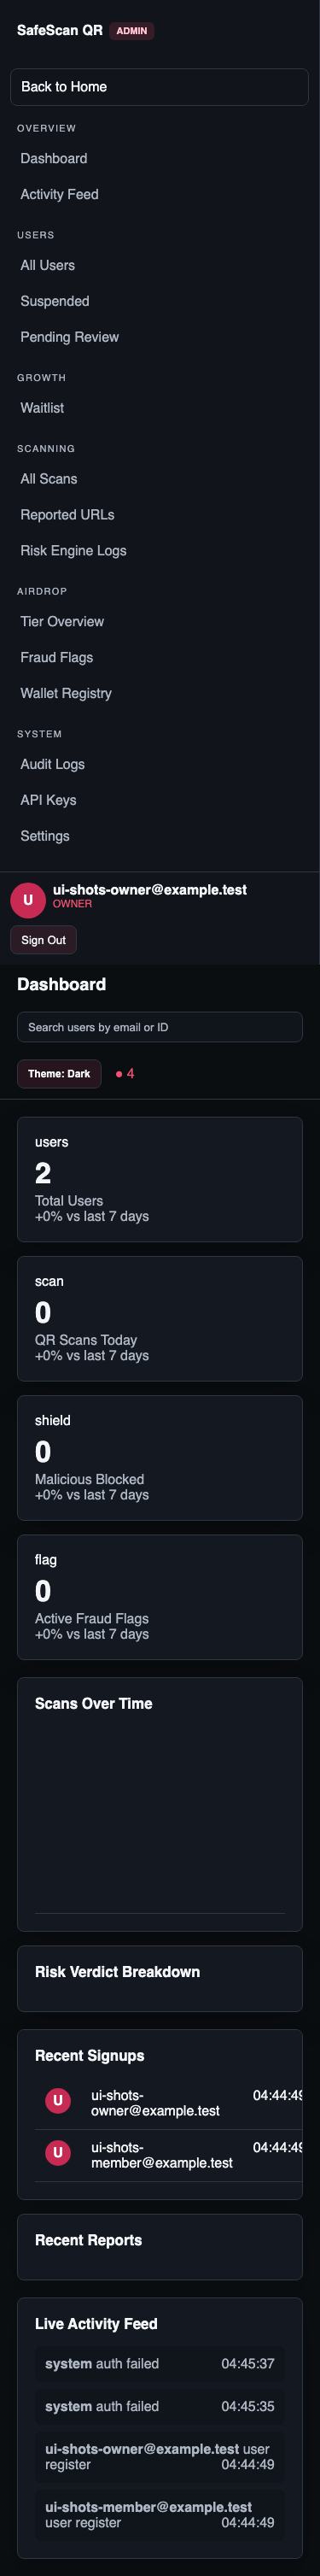 SafeScan QR ADMIN
Back to Home
OVERVIEW
Dashboard
Activity Feed
USERS
All Users
Suspended
Pending Review
GROWTH
Waitlist
SCANNING
All Scans
Reported URLs
Risk Engine Logs
AIRDROP
Tier Overview
Fraud Flags
Wallet Registry
SYSTEM
Audit Logs
API Keys
Settings
U
ui-shots-owner@example.test
OWNER
Sign Out
Dashboard
Search users by email or ID
Theme: Dark
4
users
2
Total Users
+0% vs last 7 days
scan
0
QR Scans Today
+0% vs last 7 days
shield
0
Malicious Blocked
+0% vs last 7 days
flag
0
Active Fraud Flags
+0% vs last 7 days
Scans Over Time
Risk Verdict Breakdown
Recent Signups
U ui-shots- 04:44:49
owner@example.test
U ui-shots- 04:44:49
member@example.test
Recent Reports
Live Activity Feed
system auth failed 04:45:37
system auth failed 04:45:35
ui-shots-owner@example.test user
register 04:44:49
ui-shots-member@example.test
user register 04:44:49